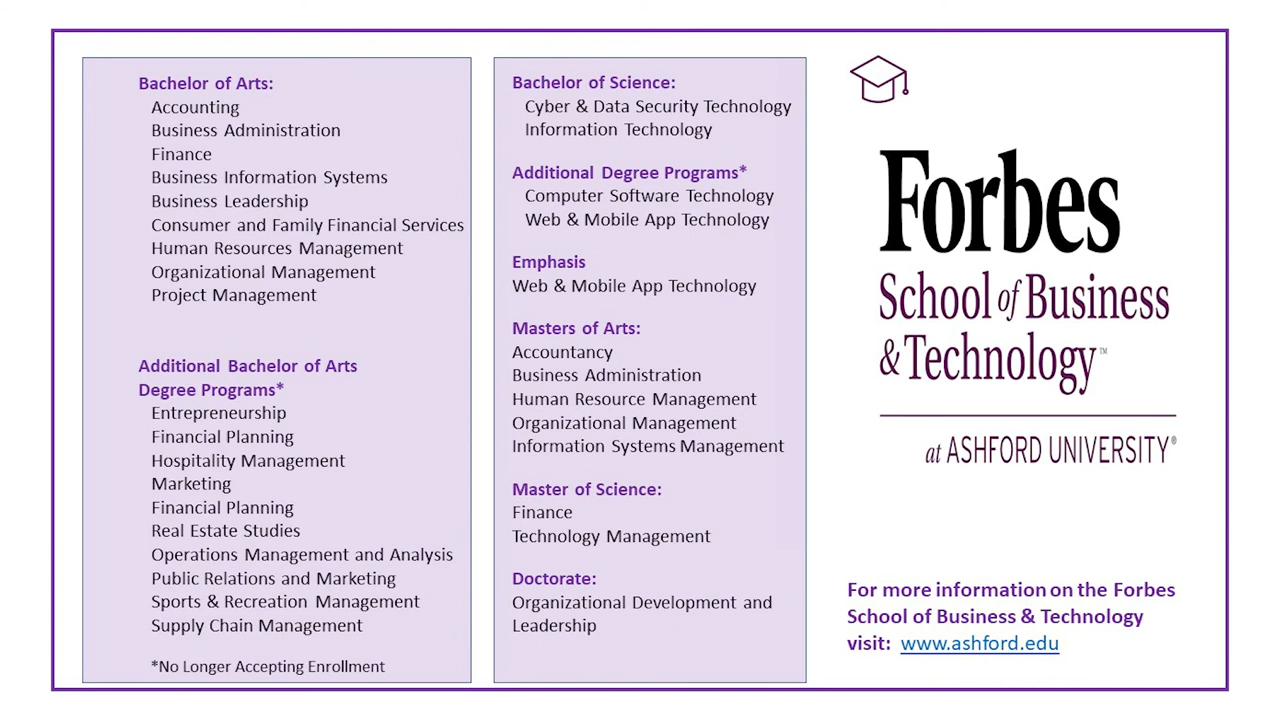 Bachelor of Arts:
Accounting
Business Administration
Finance
Business Information Systems
Business Leadership
Consumer and Family Financial Services
Human Resources Management
Organizational Management
Project Management
Additional Bachelor of Arts
Degree Programs*
Entrepreneurship
Financial Planning
Hospitality Management
Marketing
Financial Planning
Real Estate Studies
Operations Management and Analysis
Public Relations and Marketing
Sports & Recreation Management
Supply Chain Management
*No Longer Accepting Enrollment
Bachelor of Science:
Cyber & Data Security Technology
Information Technology
Additional Degree Programs*
Computer Software Technology
Web & Mobile App Technology
Emphasis
Web & Mobile App Technology
Masters of Arts:
Accountancy
Business Administration
Human Resource Management
Organizational Management
Information Systems Management
Master of Science:
Finance
Technology Management
Doctorate:
Organizational Development and
Leadership
Forbes
School of Business
& Technology™
at ASHFORD UNIVERSITY®
For more information on the Forbes
School of Business & Technology
visit: www.ashford.edu